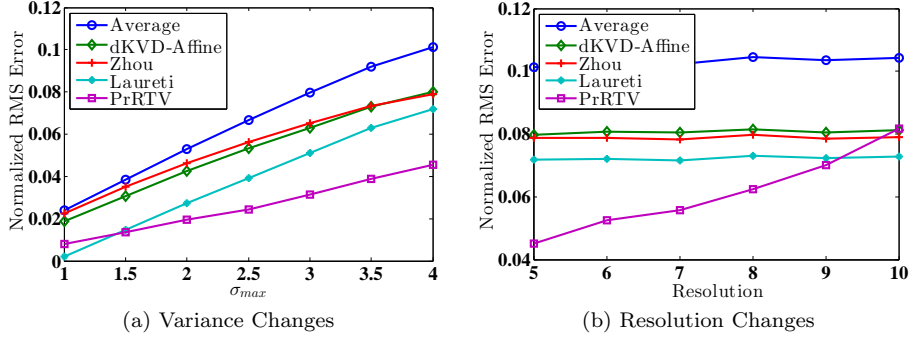 Normalized RMS Error
0.12
0.1
0.08
0.06
0.04
0.02
0
Average
dKVD-Affine
Zhou
Laureti
PrRTV
1 1.5 2 2.5 3 3.5 4
σmax
(a) Variance Changes
Normalized RMS Error
0.12
0.10
0.08
0.06
0.04
Average
dKVD-Affine
Zhou
Laureti
PrRTV
5 6 7 8 9 10
Resolution
(b) Resolution Changes